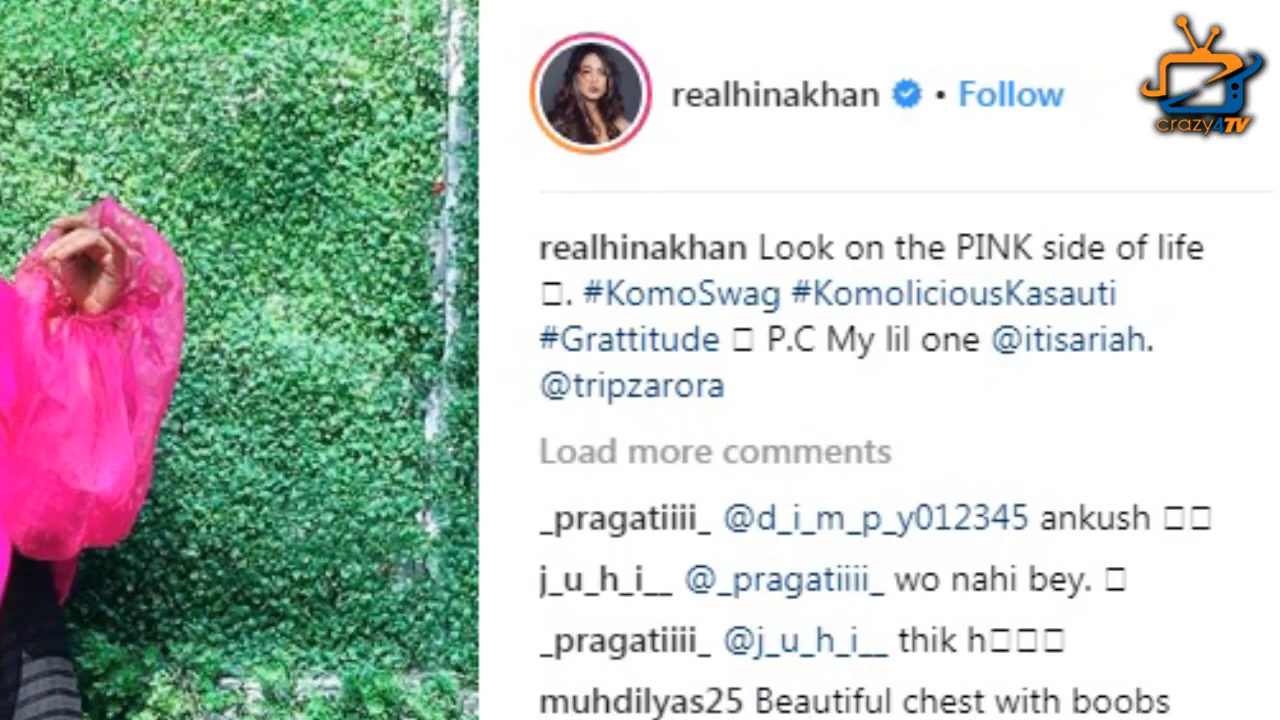 realhinakhan • Follow
crazy4TV
realhinakhan Look on the PINK side of life
. #KomoSwag #KomoliciousKasauti
#Grattitude P.C My lil one @itisariah.
@tripzarora
Load more comments
_pragatiiii_ @d_i_m_p_y012345 ankush
j_u_h_i__ @_pragatiiii_ wo nahi bey.
_pragatiiii_ @j_u_h_i__ thik h
muhdilyas25 Beautiful chest with boobs